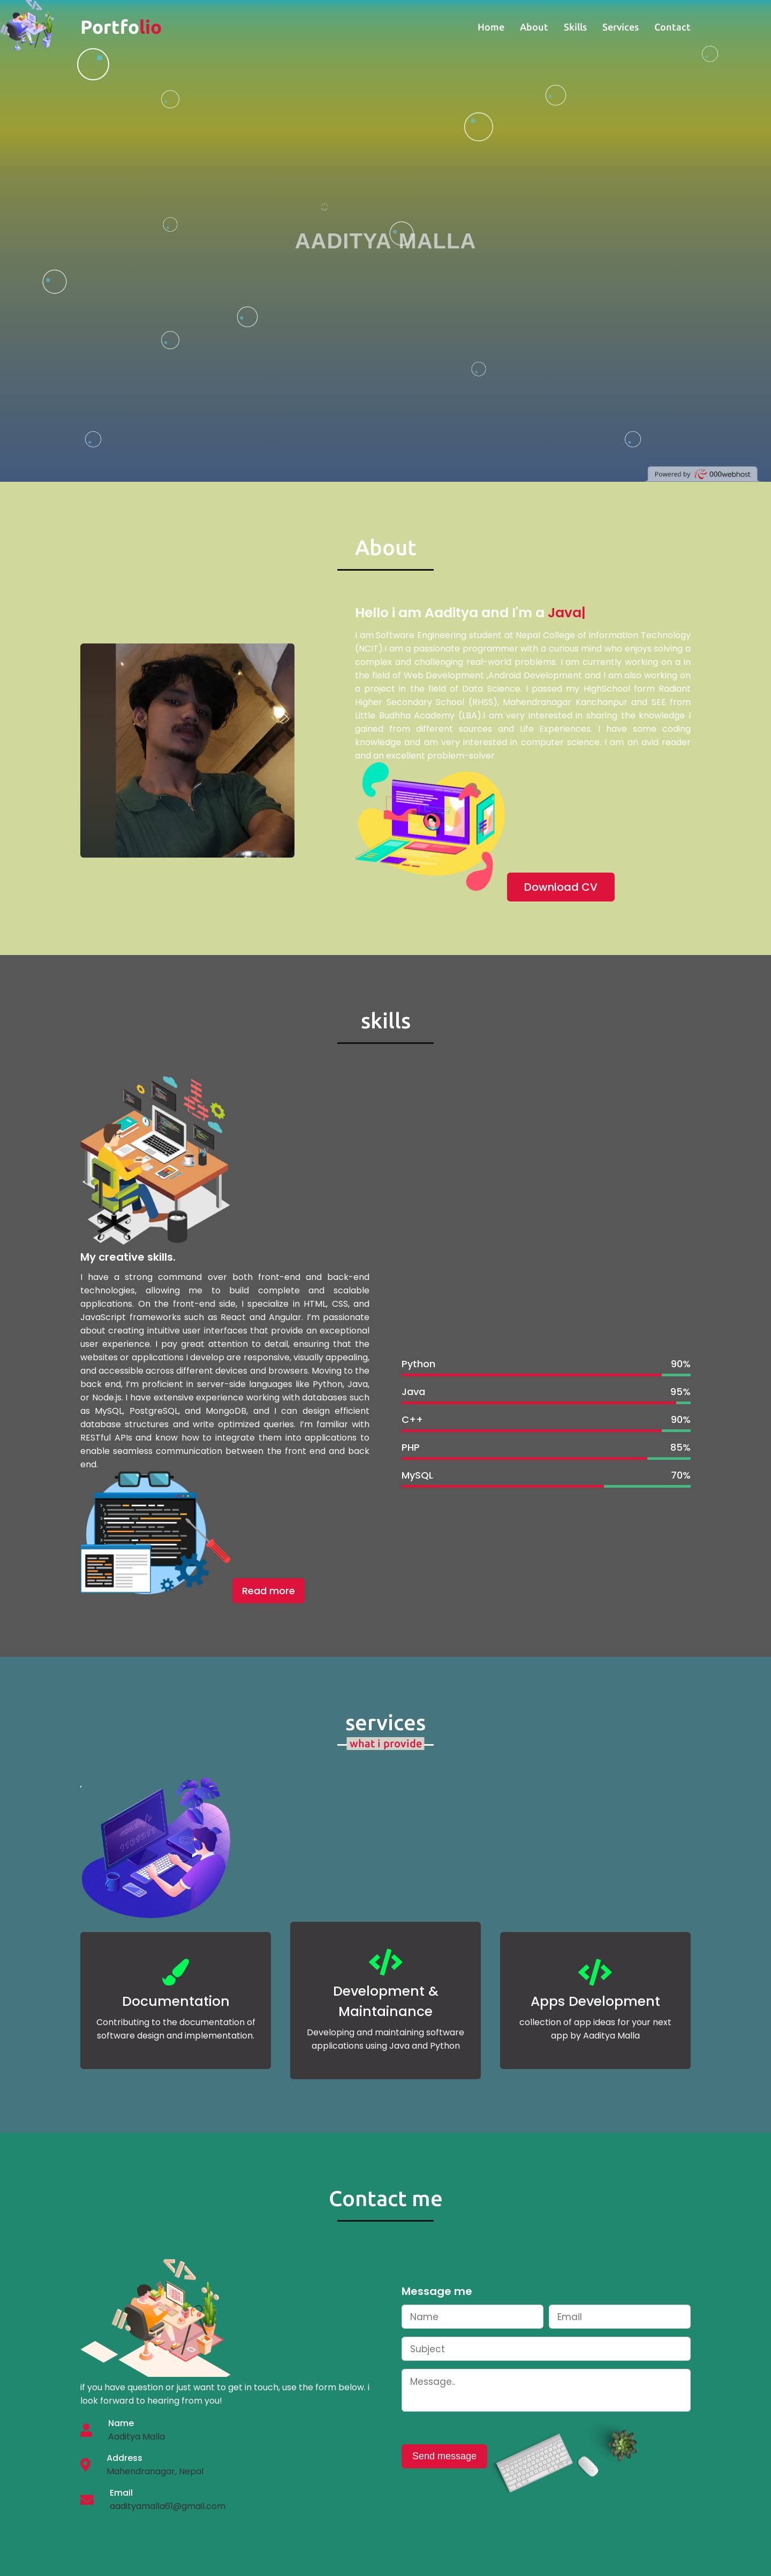 Portfolio
Home About Skills Services Contact
AADITYA MALLA
Powered by 000webhost
About
Hello i am Aaditya and I'm a Java|
I am Software Engineering student at Nepal College of Information Technology
(NCIT).I am a passionate programmer with a curious mind who enjoys solving a
complex and challenging real-world problems. I am currently working on a in
the field of Web Development ,Android Development and I am also working on
a project in the field of Data Science. I passed my HighSchool form Radiant
Higher Secondary School (RHSS), Mahendranagar Kanchanpur and SEE from
Little Budhha Academy (LBA).I am very interested in sharing the knowledge I
gained from different sources and Life Experiences. I have some coding
knowledge and am very interested in computer science. I am an avid reader
and an excellent problem-solver
Download CV
skills
My creative skills.
I have a strong command over both front-end and back-end
technologies, allowing me to build complete and scalable
applications. On the front-end side, I specialize in HTML, CSS, and
JavaScript frameworks such as React and Angular. I'm passionate
about creating intuitive user interfaces that provide an exceptional
user experience. I pay great attention to detail, ensuring that the
websites or applications I develop are responsive, visually appealing,
and accessible across different devices and browsers. Moving to the
back end, I'm proficient in server-side languages like Python, Java,
or Node.js. I have extensive experience working with databases such
as MySQL, PostgreSQL, and MongoDB, and I can design efficient
database structures and write optimized queries. I'm familiar with
RESTful APIs and know how to integrate them into applications to
enable seamless communication between the front end and back
end.
Read more
Python 90%
Java 95%
C++ 90%
PHP 85%
MySQL 70%
services
what i provide
Documentation
Contributing to the documentation of
software design and implementation.
Development &
Maintainance
Developing and maintaining software
applications using Java and Python
Apps Development
collection of app ideas for your next
app by Aaditya Malla
Contact me
if you have question or just want to get in touch, use the form below. i
look forward to hearing from you!
Name
Aaditya Malla
Address
Mahendranagar, Nepal
Email
aadityamalla61@gmail.com
Message me
Name
Email
Subject
Message..
Send message